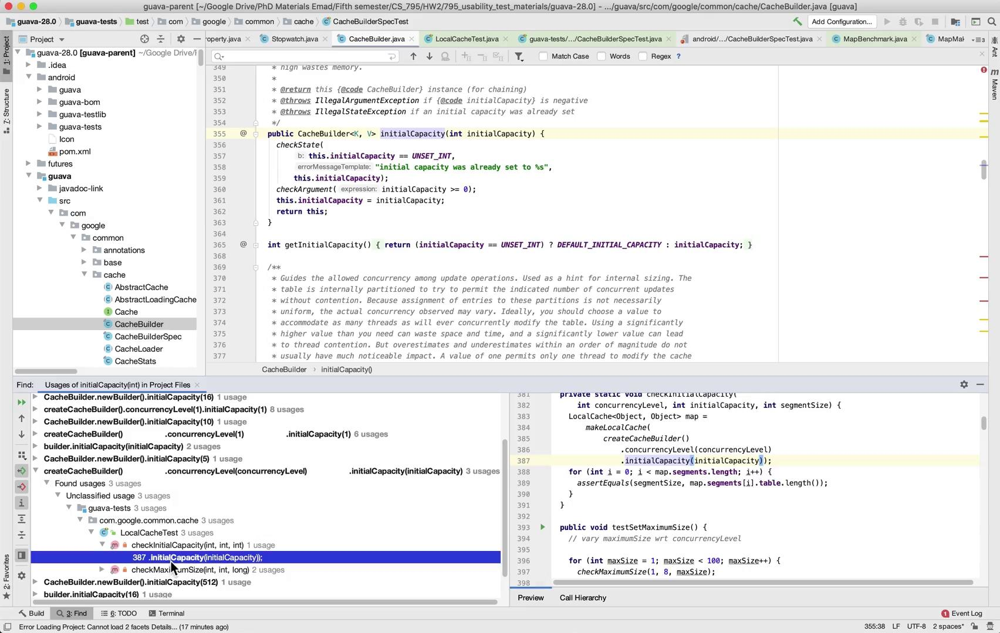 guava-parent [~/Google Drive/PhD Materials Emad/Fifth semester/CS_795/HW2/795_usability_test_materials/guava-28.0] - .../guava/src/com/google/common/cache/CacheBuilder.java [guava]
guava-28.0 guava-tests test com google common cache CacheBuilderSpecTest
Add Configuration...
1: Project
Z: Structure
2: Favorites
Ant
Maven
Project
roperty.java Stopwatch.java CacheBuilder.java LocalCacheTest.java guava-tests/.../CacheBuilderSpecTest.java android/.../CacheBuilderSpecTest.java MapBenchmark.java MapMal
Match Case Words Regex ?
guava-28.0 [guava-parent] ~/Google Drive/
.idea
android
guava
guava-bom
guava-testlib
guava-tests
Icon
pom.xml
futures
guava
javadoc-link
src
com
google
common
annotations
base
cache
AbstractCache
AbstractLoadingCache
Cache
CacheBuilder
CacheBuilderSpec
CacheLoader
CacheStats
349 * high wastes memory.
350 *
351 * @return this {@code CacheBuilder} instance (for chaining)
352 * @throws IllegalArgumentException if {@code initialCapacity} is negative
353 * @throws IllegalStateException if an initial capacity was already set
354 */
355 @ public CacheBuilder<K, V> initialCapacity(int initialCapacity) {
356 checkState(
357 b: this.initialCapacity == UNSET_INT,
358 errorMessageTemplate: "initial capacity was already set to %s",
359 this.initialCapacity);
360 checkArgument( expression: initialCapacity >= 0);
361 this.initialCapacity = initialCapacity;
362 return this;
363 }
364
365 @ int getInitialCapacity() { return (initialCapacity == UNSET_INT) ? DEFAULT_INITIAL_CAPACITY : initialCapacity; }
368
369 /**
370 * Guides the allowed concurrency among update operations. Used as a hint for internal sizing. The
371 * table is internally partitioned to try to permit the indicated number of concurrent updates
372 * without contention. Because assignment of entries to these partitions is not necessarily
373 * uniform, the actual concurrency observed may vary. Ideally, you should choose a value to
374 * accommodate as many threads as will ever concurrently modify the table. Using a significantly
375 * higher value than you need can waste space and time, and a significantly lower value can lead
376 * to thread contention. But overestimates and underestimates within an order of magnitude do not
377 * usually have much noticeable impact. A value of one permits only one thread to modify the cache
CacheBuilder › initialCapacity()
Find: Usages of initialCapacity(int) in Project Files
CacheBuilder.newBuilder().initialCapacity(16) 1 usage
createCacheBuilder().concurrencyLevel(1).initialCapacity(1) 8 usages
CacheBuilder.newBuilder().initialCapacity(10) 1 usage
createCacheBuilder() .concurrencyLevel(1) .initialCapacity(1) 6 usages
builder.initialCapacity(initialCapacity) 2 usages
CacheBuilder.newBuilder().initialCapacity(5) 1 usage
createCacheBuilder() .concurrencyLevel(concurrencyLevel) .initialCapacity(initialCapacity) 3 usages
Found usages 3 usages
Unclassified usage 3 usages
guava-tests 3 usages
com.google.common.cache 3 usages
LocalCacheTest 3 usages
checkInitialCapacity(int, int, int) 1 usage
387 .initialCapacity(initialCapacity));
checkMaximumSize(int, int, long) 2 usages
CacheBuilder.newBuilder().initialCapacity(512) 1 usage
builder.initialCapacity(16) 1 usage
381 private static void checkInitialCapacity(
382 int concurrencyLevel, int initialCapacity, int segmentSize) {
383 LocalCache<Object, Object> map =
384 makeLocalCache(
385 createCacheBuilder()
386 .concurrencyLevel(concurrencyLevel)
387 .initialCapacity(initialCapacity));
388 for (int i = 0; i < map.segments.length; i++) {
389 assertEquals(segmentSize, map.segments[i].table.length());
390 }
391 }
392
393 public void testSetMaximumSize() {
394 // vary maximumSize wrt concurrencyLevel
395
396 for (int maxSize = 1; maxSize < 100; maxSize++) {
397 checkMaximumSize(1, 8, maxSize);
398
Preview Call Hierarchy
Build 3: Find 6: TODO Terminal
1 Event Log
Error Loading Project: Cannot load 2 facets Details... (17 minutes ago)
355:38 LF UTF-8 2 spaces*